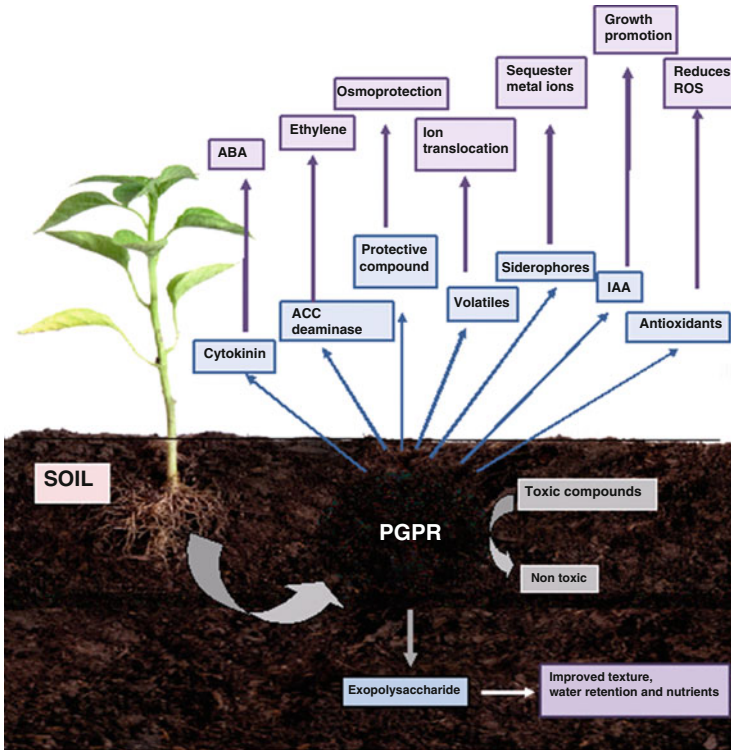 Growth
promotion
Sequester
metal ions
Reduces
ROS
Osmoprotection
Ethylene
Ion
translocation
ABA
Protective
compound
Siderophores
IAA
Volatiles
ACC
deaminase
Antioxidants
Cytokinin
SOIL
Toxic compounds
PGPR
Non toxic
Exopolysaccharide
Improved texture,
water retention and nutrients